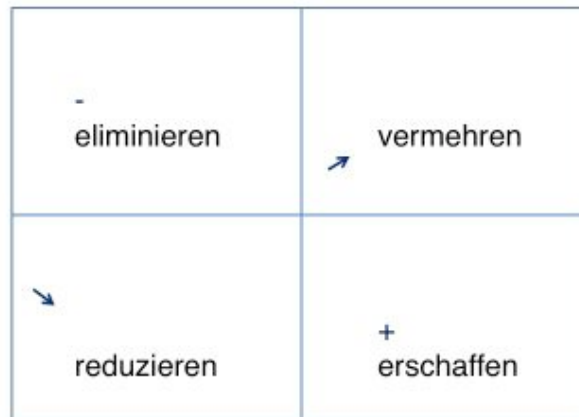 -
eliminieren
vermehren
reduzieren
+
erschaffen